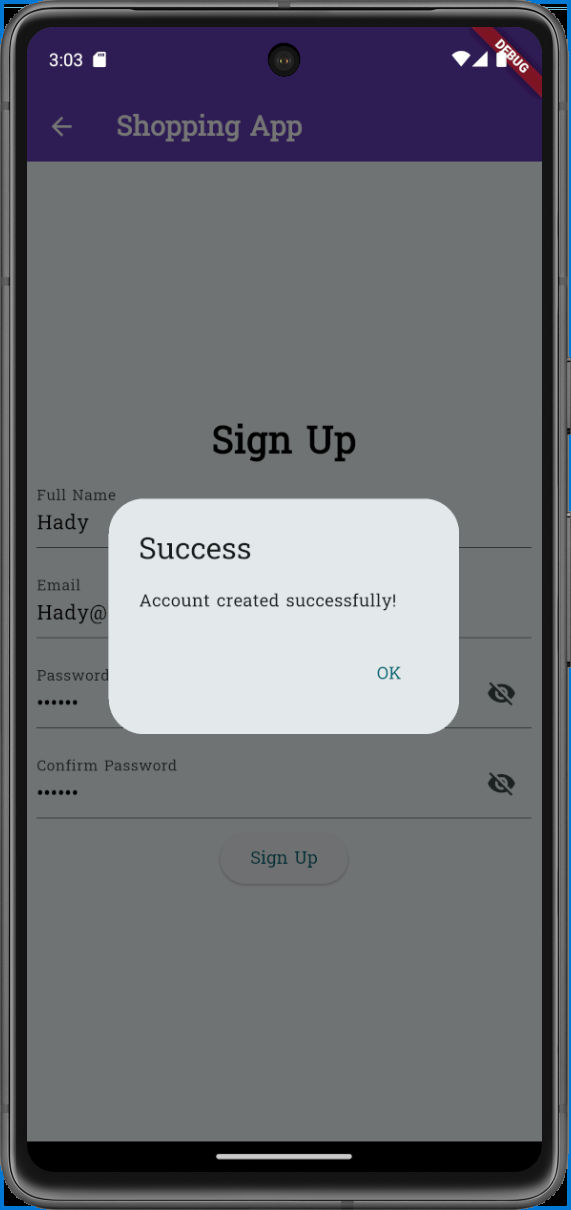 3:03
DEBUG
Shopping App
Sign Up
Full Name
Hady
Success
Account created successfully!
OK
Email
Hady@
Password
••••••
Confirm Password
••••••
Sign Up